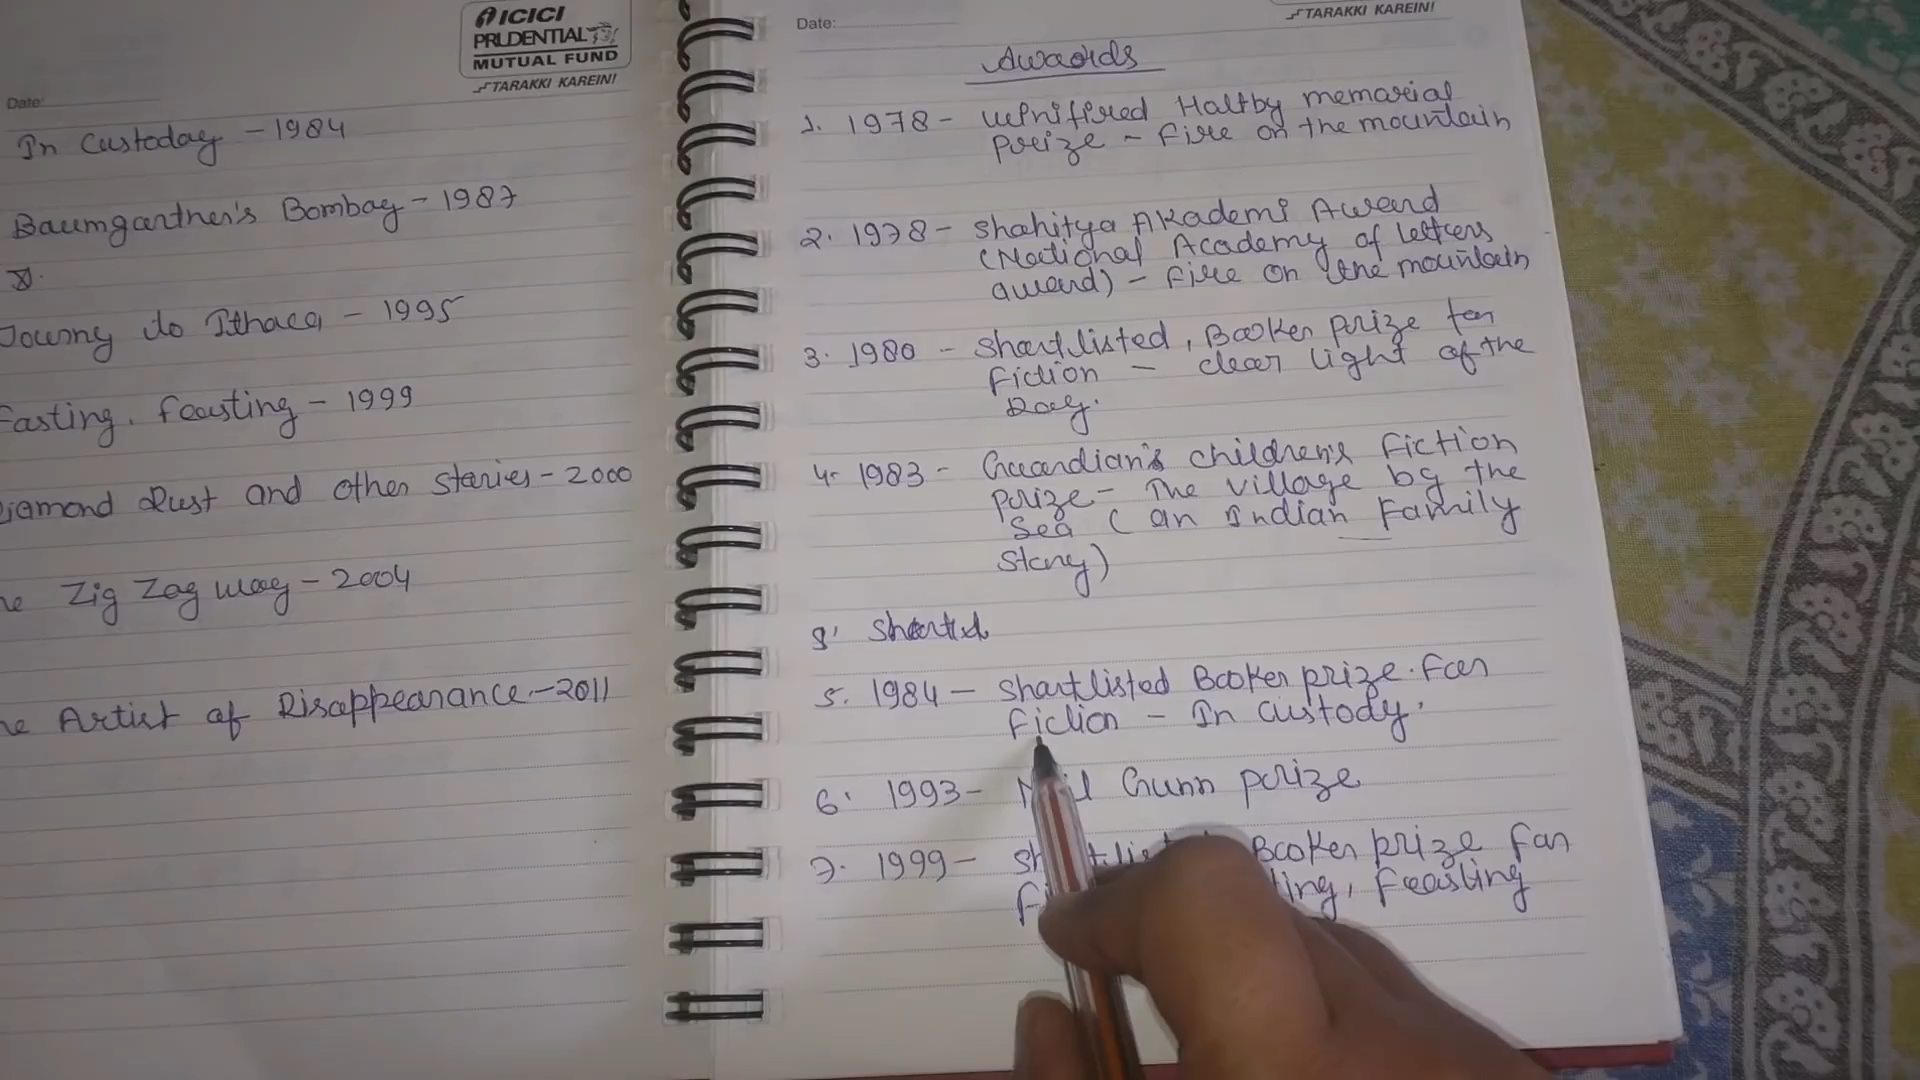 ICICI
PRUDENTIAL
MUTUAL FUND
TARAKKI KAREIN!
Date:
In Custoday - 1984
Baumgartner's Bombay - 1987
Journy to Ithaca - 1995
Fasting, Feasting - 1999
Diamond Dust and other stories - 2000
Zig Zag way - 2004
Artist of Disappearance - 2011
TARAKKI KAREIN!
Date:
Awards
1. 1978 - Halby memorial
prize - Fire on the mountain
2. 1978 - Shahitya Akademi Award
(National Academy of letters
award) - Fire on the mountain
3. 1980 - Shortlisted, Booker prize for
Fiction - clear light of the
Day.
4. 1983 - Guardian's children's Fiction
prize - The village by the
Sea (an Indian Family
Story)
5. 1984 - Shortlisted Booker prize. For
Fiction - In custody.
6. 1993 - Gunn prize
7. 1999 - Booker prize For
Feasting